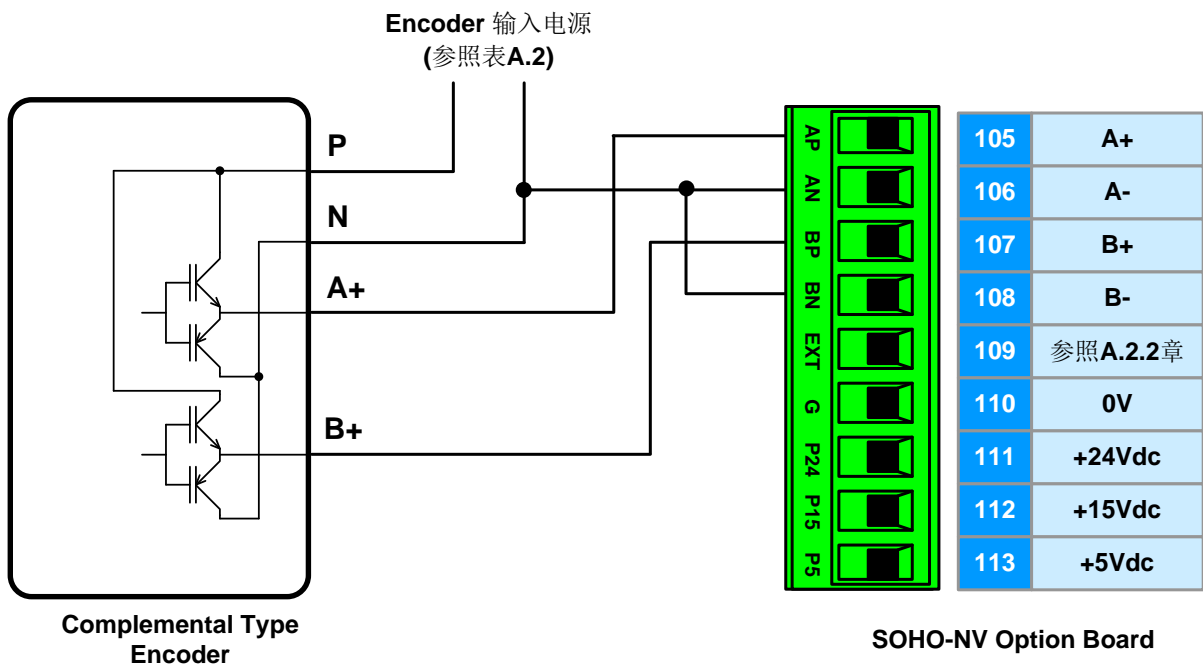 Encoder 输入电源
(参照表A.2)
P
N
A+
B+
Complemental Type
Encoder
AP
AN
BP
BN
EXT
G
P24
P15
P5
105 A+
106 A-
107 B+
108 B-
109 参照A.2.2章
110 0V
111 +24Vdc
112 +15Vdc
113 +5Vdc
SOHO-NV Option Board